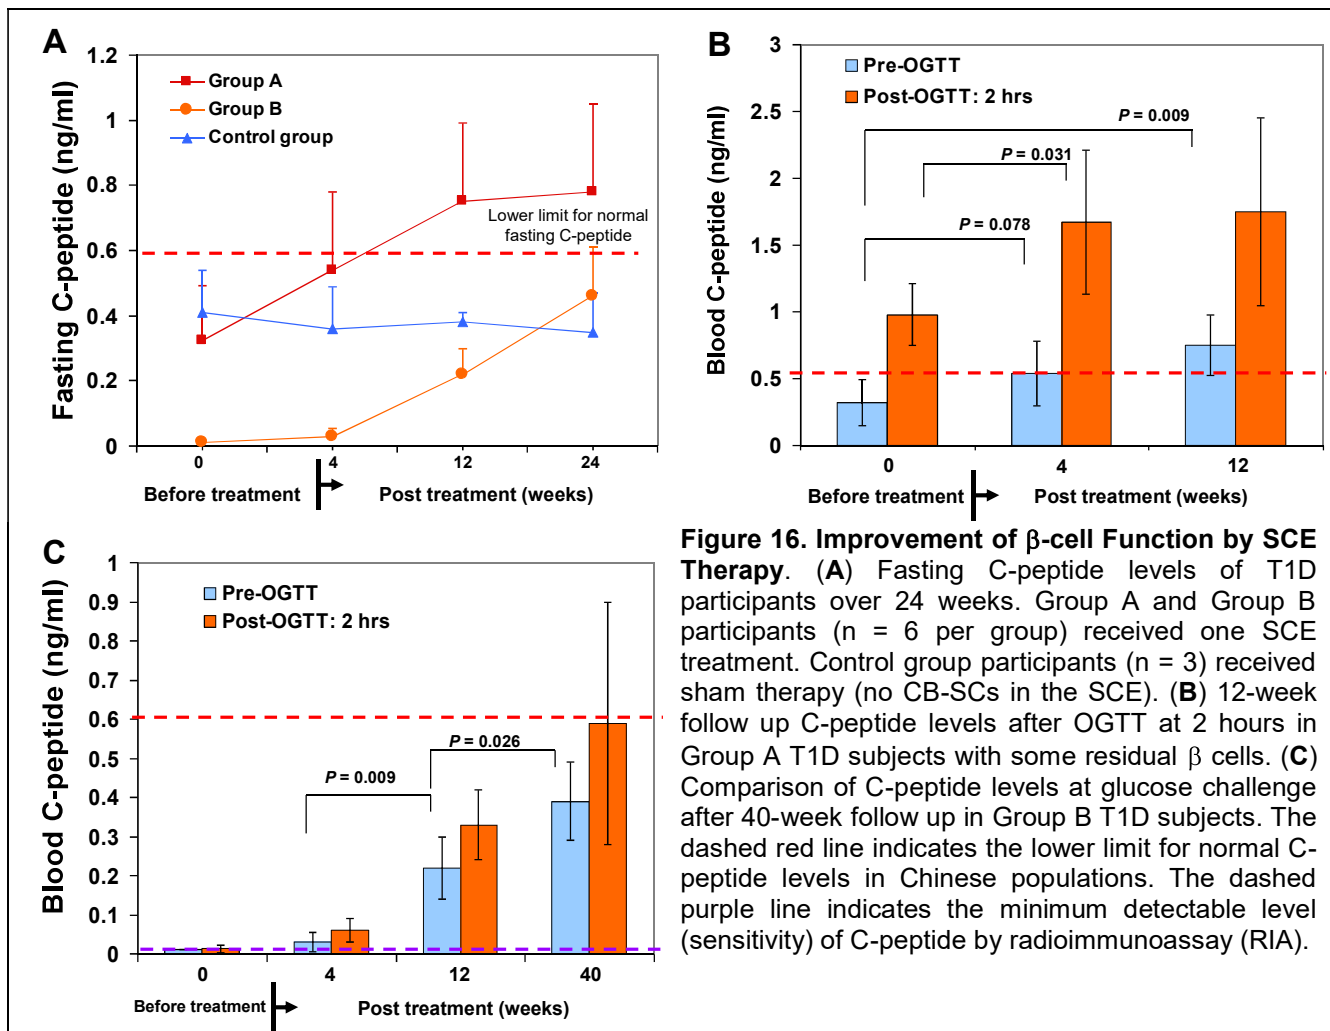 A
1.2
1
0.8
0.6
0.4
0.2
0
Fasting C-peptide (ng/ml)
Group A
Group B
Control group
Lower limit for normal
fasting C-peptide
0
4
12
24
Before treatment
Post treatment (weeks)
B
3
2.5
2
1.5
1
0.5
0
Blood C-peptide (ng/ml)
Pre-OGTT
Post-OGTT: 2 hrs
P = 0.009
P = 0.031
P = 0.078
0
4
12
Before treatment
Post treatment (weeks)
C
1
0.9
0.8
0.7
0.6
0.5
0.4
0.3
0.2
0.1
0
Blood C-peptide (ng/ml)
Pre-OGTT
Post-OGTT: 2 hrs
P = 0.026
P = 0.009
0
4
12
40
Before treatment
Post treatment (weeks)
Figure 16. Improvement of β-cell Function by SCE
Therapy. (A) Fasting C-peptide levels of T1D
participants over 24 weeks. Group A and Group B
participants (n = 6 per group) received one SCE
treatment. Control group participants (n = 3) received
sham therapy (no CB-SCs in the SCE). (B) 12-week
follow up C-peptide levels after OGTT at 2 hours in
Group A T1D subjects with some residual β cells. (C)
Comparison of C-peptide levels at glucose challenge
after 40-week follow up in Group B T1D subjects. The
dashed red line indicates the lower limit for normal C-
peptide levels in Chinese populations. The dashed
purple line indicates the minimum detectable level
(sensitivity) of C-peptide by radioimmunoassay (RIA).